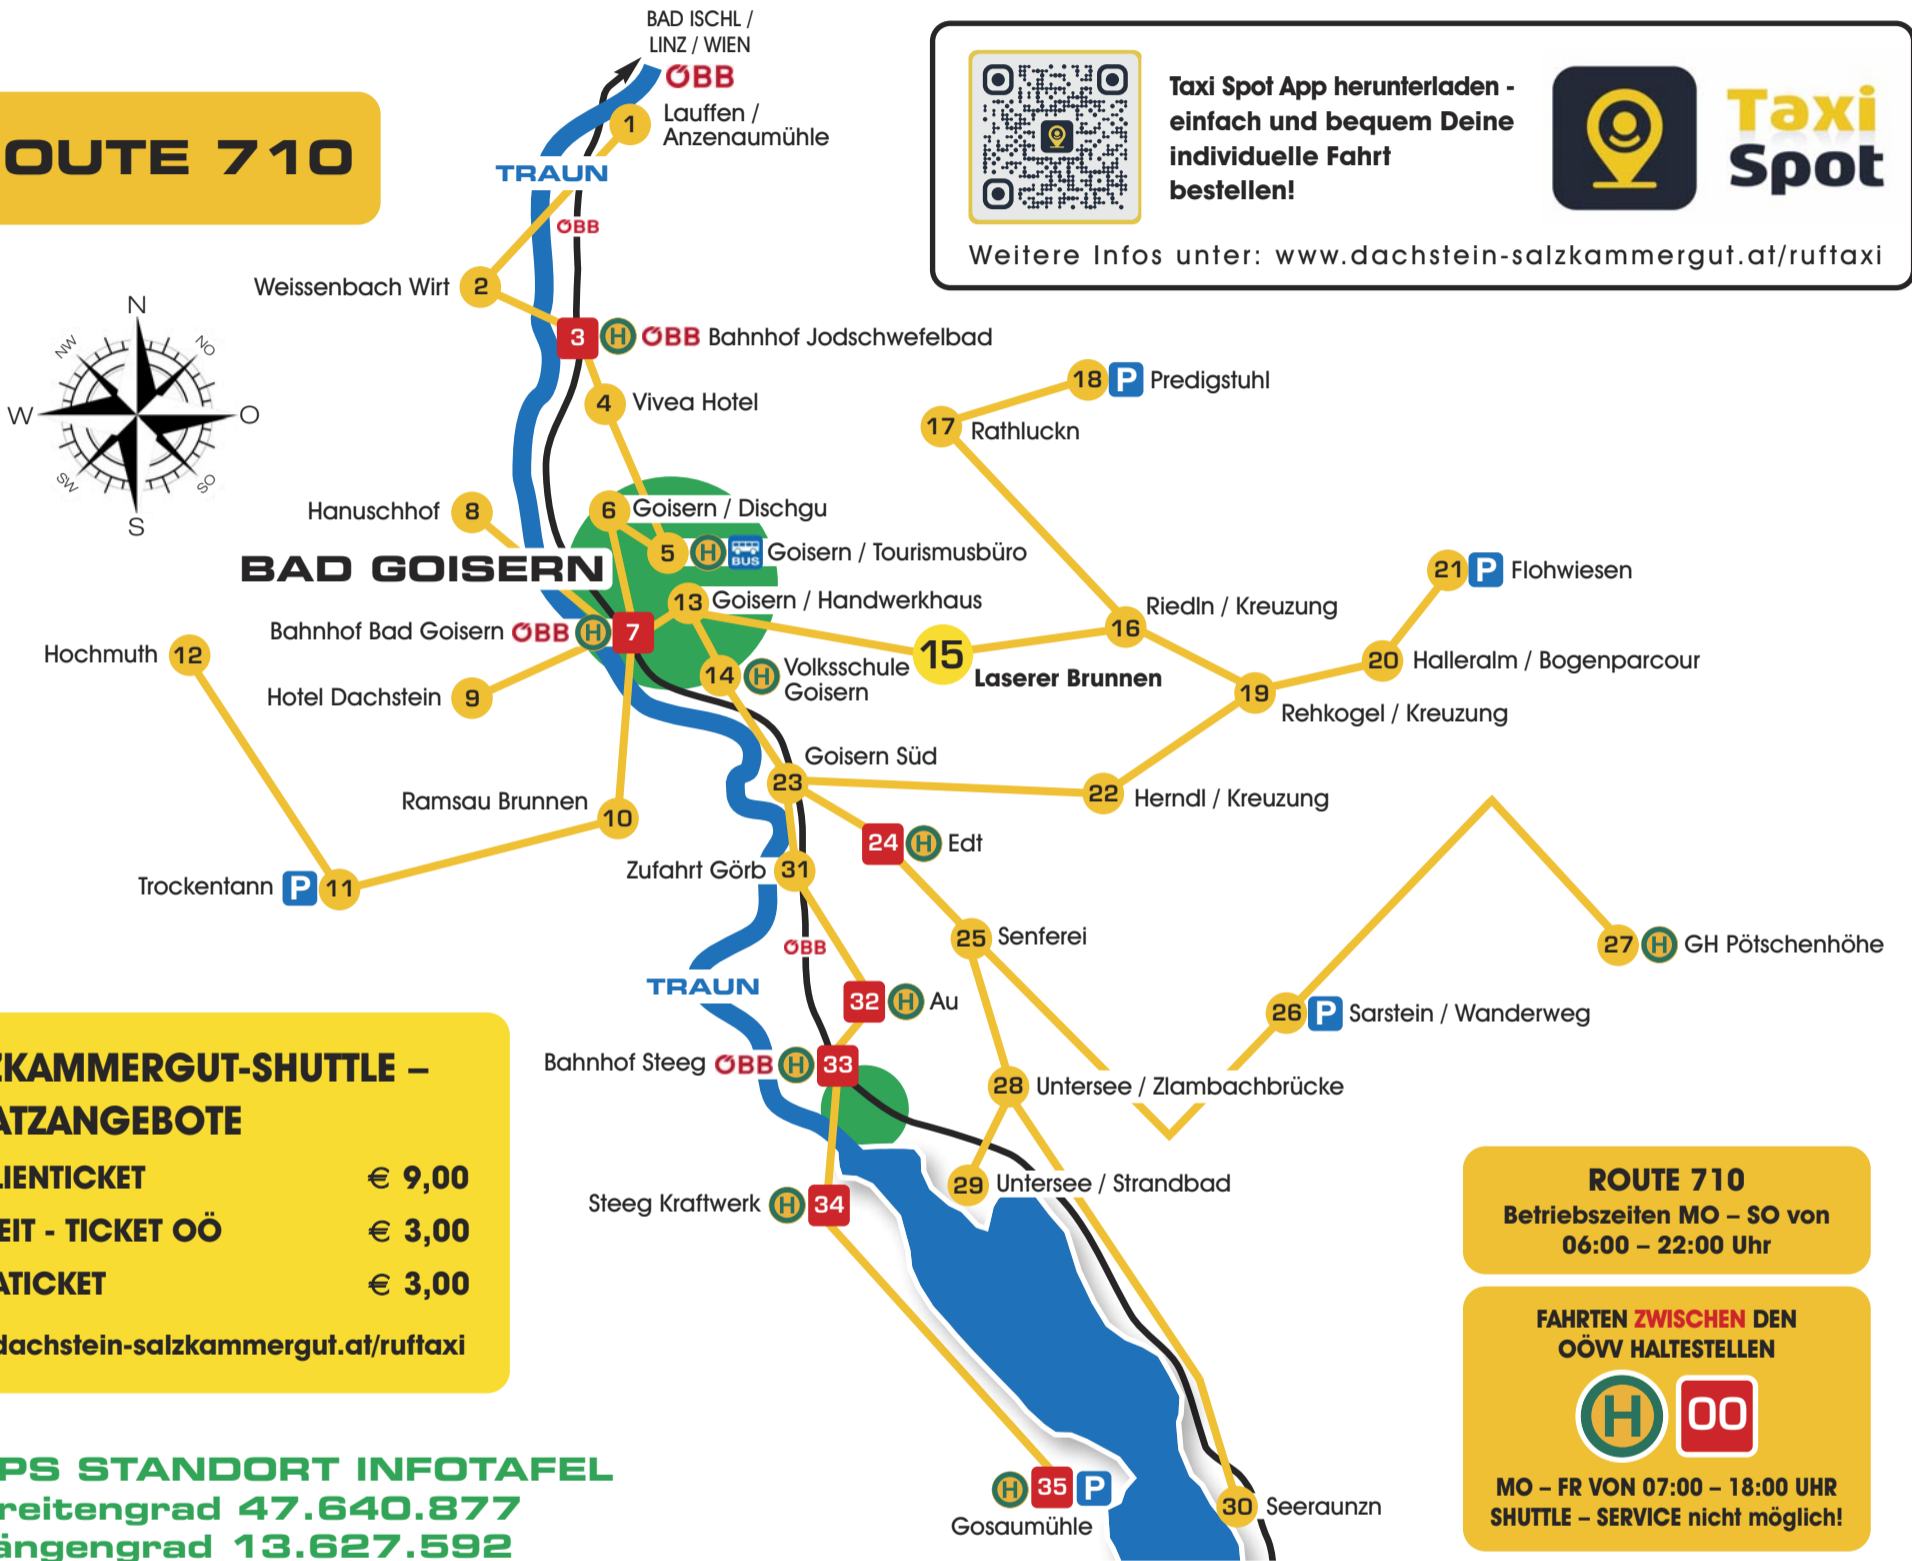 BAD ISCHL /
LINZ / WIEN
ÖBB
1
Lauffen /
Anzenaumühle
OUTE 710
Taxi Spot App herunterladen -
einfach und bequem Deine
individuelle Fahrt
bestellen!
Taxi
Spot
Weitere Infos unter: www.dachstein-salzkammergut.at/ruftaxi
TRAUN
ÖBB
Weissenbach Wirt 2
N
NW NO
W O
SW SO
S
3 H ÖBB Bahnhof Jodschwefelbad
4 Vivea Hotel
18 P Predigstuhl
17 Rathluckn
Hanuschhof 8
6 Goisern / Dischgu
5 H BUS Goisern / Tourismusbüro
BAD GOISERN
21 P Flohwiesen
13 Goisern / Handwerkhaus
Riedln / Kreuzung
16
Bahnhof Bad Goisern ÖBB H 7
Hochmuth 12
15
Laserer Brunnen
20 Halleralm / Bogenparcour
14 H Volksschule
Goisern
Hotel Dachstein 9
19
Rehkogel / Kreuzung
Goisern Süd
23
22 Herndl / Kreuzung
Ramsau Brunnen
10
24 H Edt
Zufahrt Görb 31
Trockentann P 11
25 Senferei
27 H GH Pötschenhöhe
ÖBB
TRAUN
32 H Au
26 P Sarstein / Wanderweg
Bahnhof Steeg ÖBB H 33
28 Untersee / Zlambachbrücke
29 Untersee / Strandbad
Steeg Kraftwerk H 34
ZKAMMERGUT-SHUTTLE –
ATZANGEBOTE
LIENTICKET € 9,00
EIT - TICKET OÖ € 3,00
ATICKET € 3,00
dachstein-salzkammergut.at/ruftaxi
ROUTE 710
Betriebszeiten MO – SO von
06:00 – 22:00 Uhr
FAHRTEN ZWISCHEN DEN
OÖVV HALTESTELLEN
H 00
MO – FR VON 07:00 – 18:00 UHR
SHUTTLE – SERVICE nicht möglich!
H 35 P
Gosaumühle
30 Seeraunzn
PS STANDORT INFOTAFEL
reitengrad 47.640.877
ängengrad 13.627.592